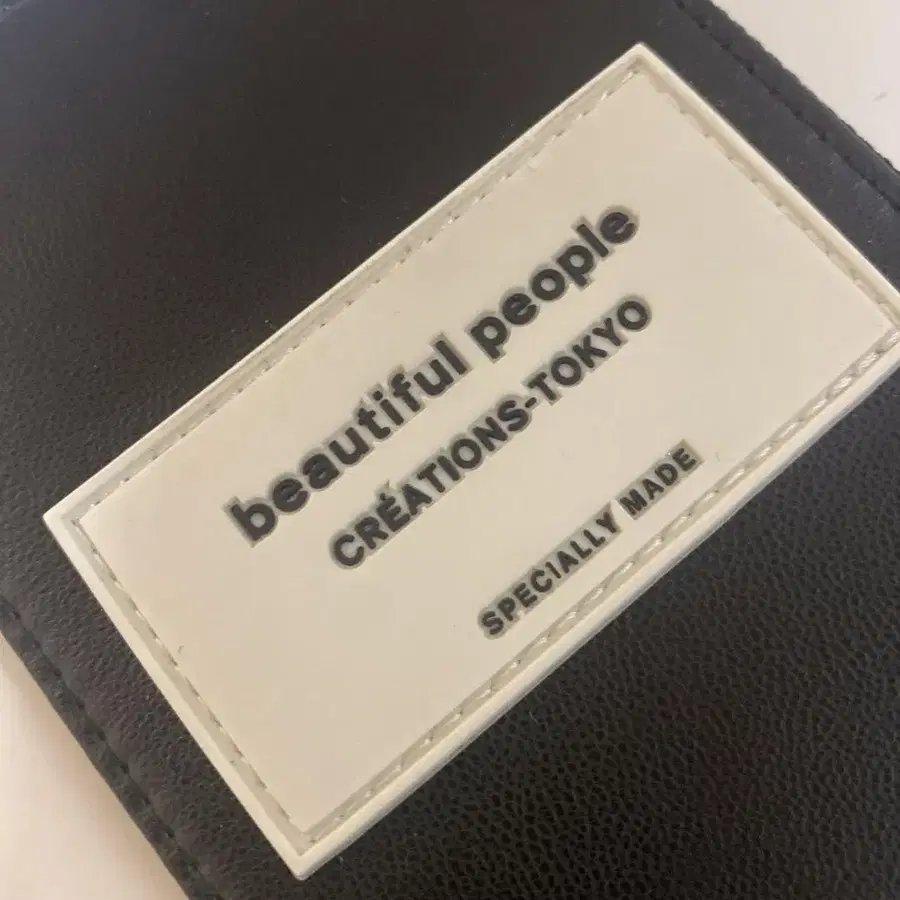 beautiful people
CRÉATIONS-TOKYO
SPECIALLY MADE